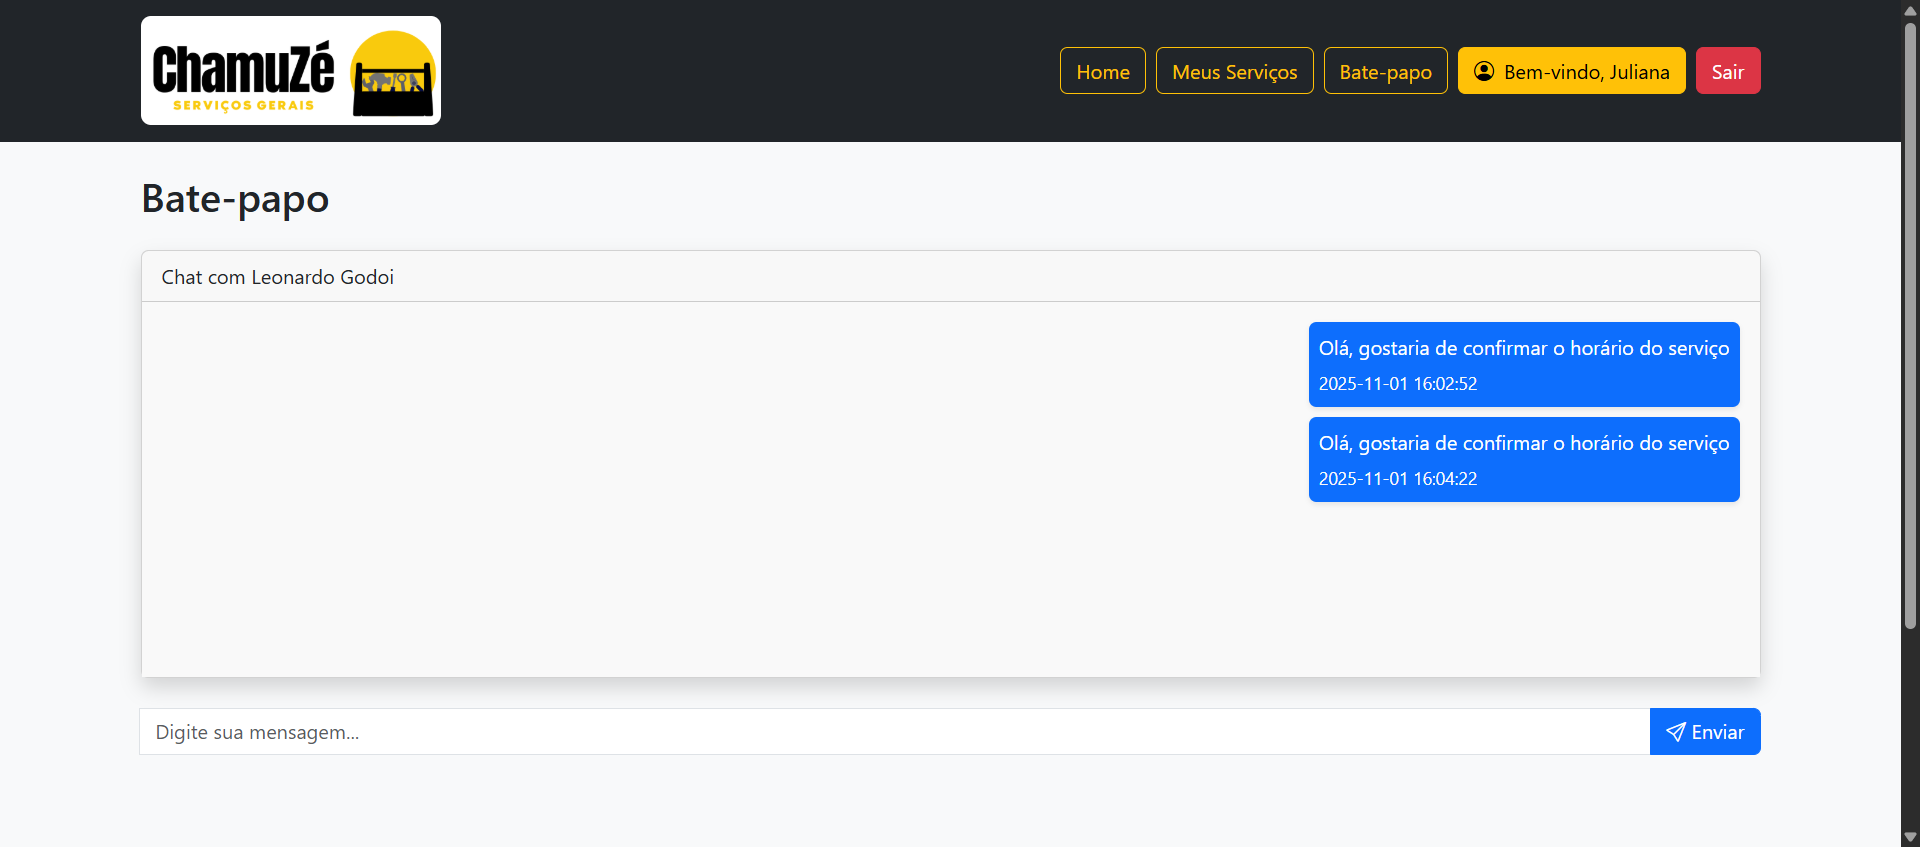 ChamuZé
SERVIÇOS GERAIS
Home
Meus Serviços
Bate-papo
Bem-vindo, Juliana
Sair
Bate-papo
Chat com Leonardo Godoi
Olá, gostaria de confirmar o horário do serviço
2025-11-01 16:02:52
Olá, gostaria de confirmar o horário do serviço
2025-11-01 16:04:22
Digite sua mensagem...
Enviar